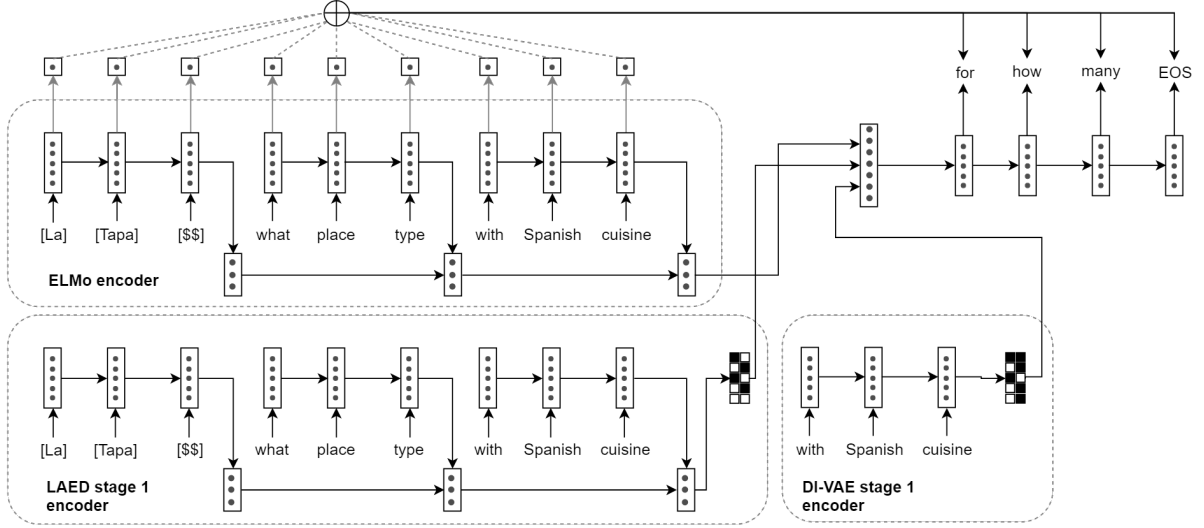 for how many EOS
[La] [Tapa] [$$] what place type with Spanish cuisine
ELMo encoder
[La] [Tapa] [$$] what place type with Spanish cuisine
LAED stage 1
encoder
with Spanish cuisine
DI-VAE stage 1
encoder